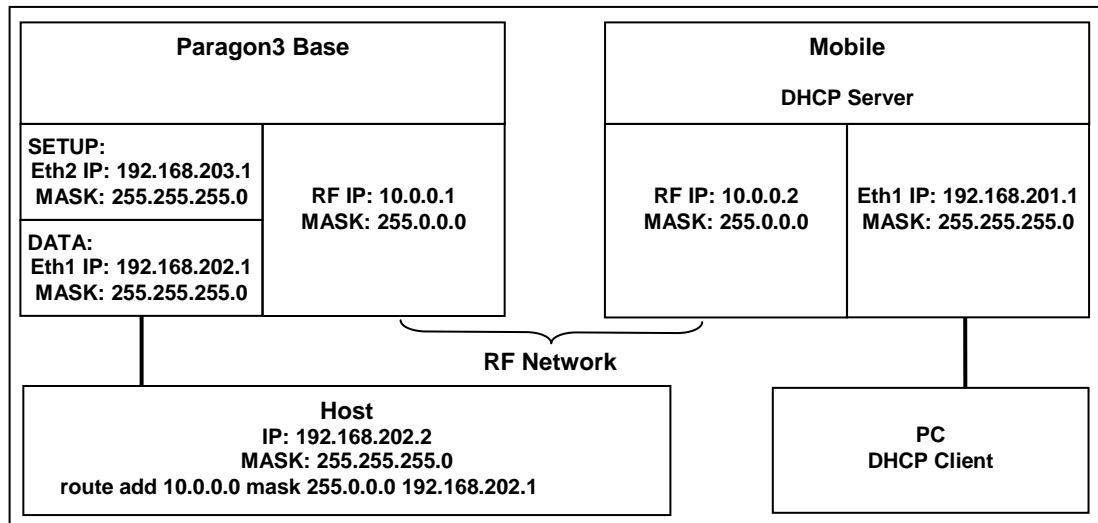 Paragon3 Base
SETUP:
Eth2 IP: 192.168.203.1
MASK: 255.255.255.0
DATA:
Eth1 IP: 192.168.202.1
MASK: 255.255.255.0
RF IP: 10.0.0.1
MASK: 255.0.0.0
Mobile
DHCP Server
RF IP: 10.0.0.2
MASK: 255.0.0.0
Eth1 IP: 192.168.201.1
MASK: 255.255.255.0
RF Network
Host
IP: 192.168.202.2
MASK: 255.255.255.0
route add 10.0.0.0 mask 255.0.0.0 192.168.202.1
PC
DHCP Client